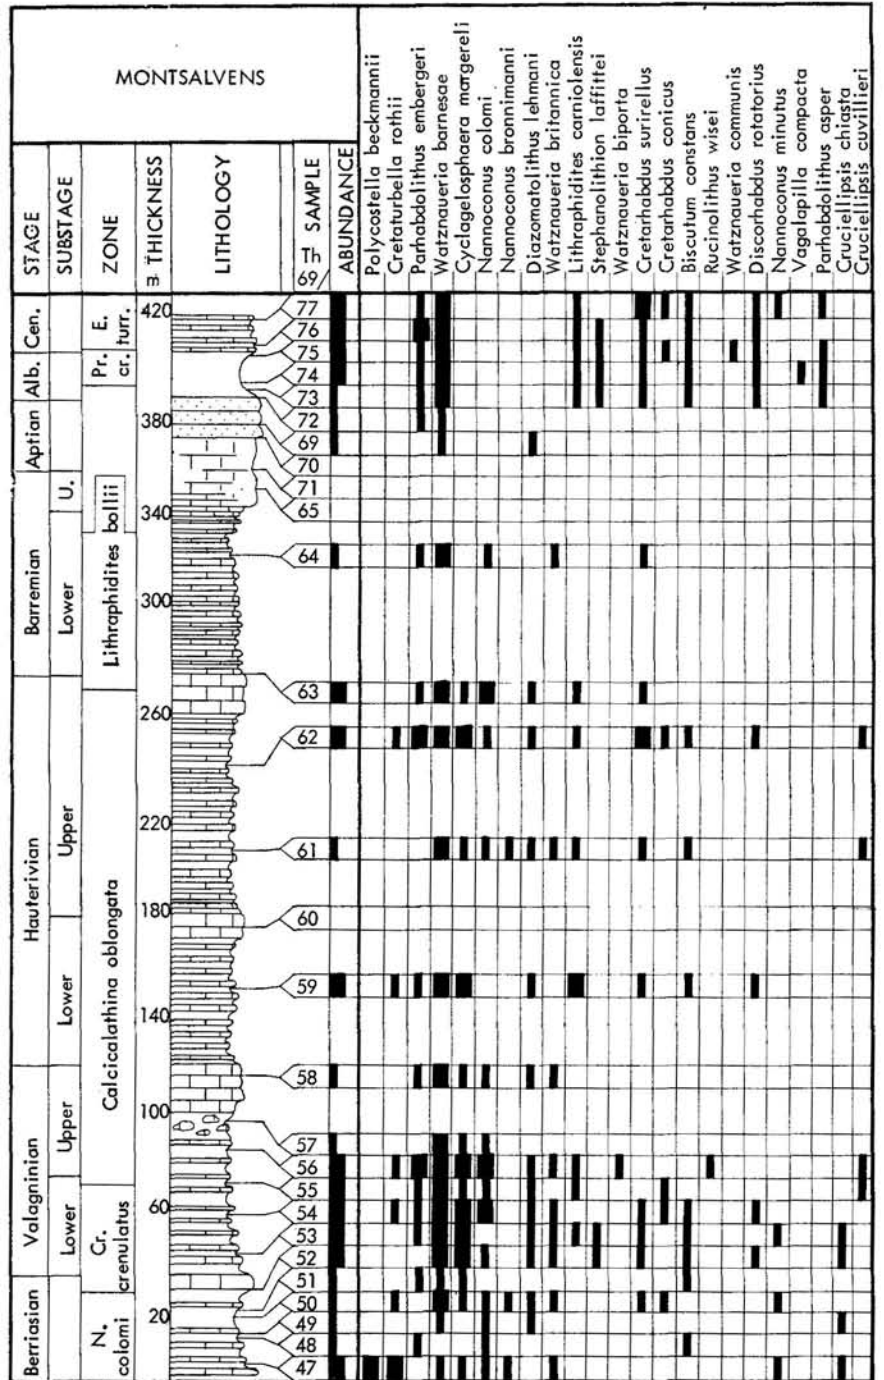 MONTSALVENS
STAGE
SUBSTAGE
ZONE
m THICKNESS
LITHOLOGY
Th SAMPLE
69/
ABUNDANCE
Polycostella beckmannii
Cretaturbella rothii
Parhabdolithus embergeri
Watznaueria barnesae
Cyclagelosphaera margereli
Nannoconus colomi
Nannoconus bronnimanni
Diazomatolithus lehmani
Watznaueria britannica
Lithraphidites carniolensis
Stephanolithion laffittei
Watznaueria biporta
Cretarhabdus surirellus
Cretarhabdus conicus
Biscutum constans
Rucinolithus wisei
Watznaueria communis
Discorhabdus rotatorius
Nannoconus minutus
Vagalapilla compacta
Parhabdolithus asper
Cruciellipsis chiasta
Cruciellipsis cuvillieri
Cen.
Alb.
Aptian
Barremian
Hauterivian
Valagninian
Berriasian
U.
Lower
Upper
Lower
Upper
Lower
E.
turr.
Pr.
cr.
Lithraphidites bollii
Calcicalathina oblongata
Cr.
crenulatus
N.
colomi
420
380
340
300
260
220
180
140
100
60
20
77
76
75
74
73
72
69
70
71
65
64
63
62
61
60
59
58
57
56
55
54
53
52
51
50
49
48
47